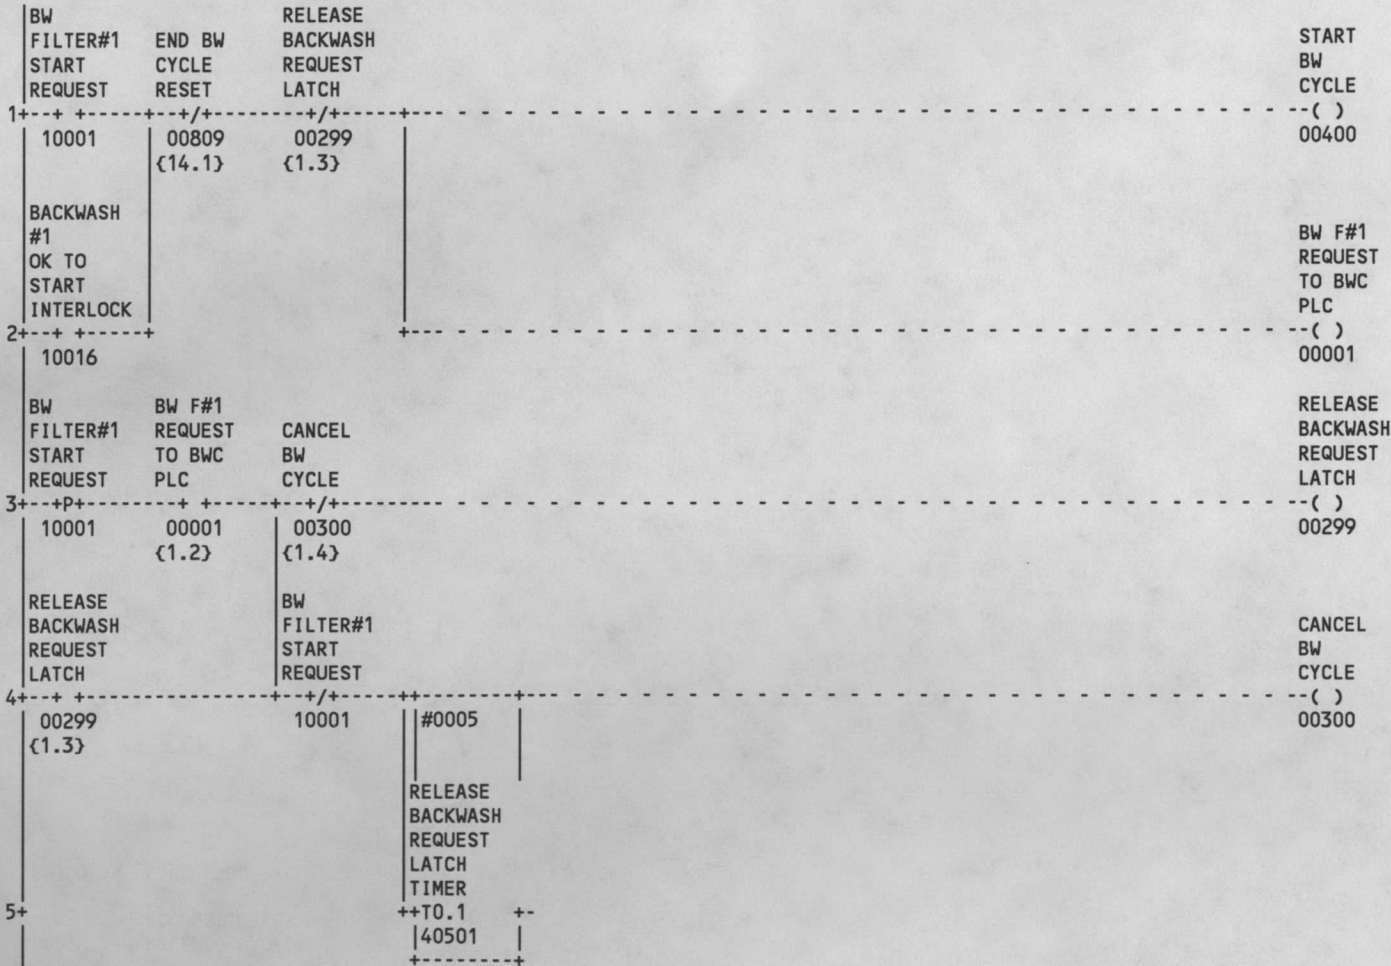 BW RELEASE
FILTER#1 END BW BACKWASH START
START CYCLE REQUEST BW
REQUEST RESET LATCH CYCLE
1+---+ +------+---+/+---------+/+-----+- - - - - - - - - - - - - - - - - - - - - - - - --( )
10001 00809 00299 00400
{14.1} {1.3}
BACKWASH
#1 BW F#1
OK TO REQUEST
START TO BWC
INTERLOCK PLC
2+---+ +------+ +- - - - - - - - - - - - - - - - - - - - - - - - --( )
10016 00001
BW BW F#1 RELEASE
FILTER#1 REQUEST CANCEL BACKWASH
START TO BWC BW REQUEST
REQUEST PLC CYCLE LATCH
3+---+P+---------+ +------+---+/+- - - - - - - - - - - - - - - - - - - - - - - - --( )
10001 00001 00300 00299
{1.2} {1.4}
RELEASE BW
BACKWASH FILTER#1 CANCEL
REQUEST START BW
LATCH REQUEST CYCLE
4+---+ +------------------+---+/+------++---------+- - - - - - - - - - - - - - - - - - - - --( )
00299 10001 #0005 00300
{1.3}
RELEASE
BACKWASH
REQUEST
LATCH
TIMER
5+ ++T0.1 +-
40501
+---------+